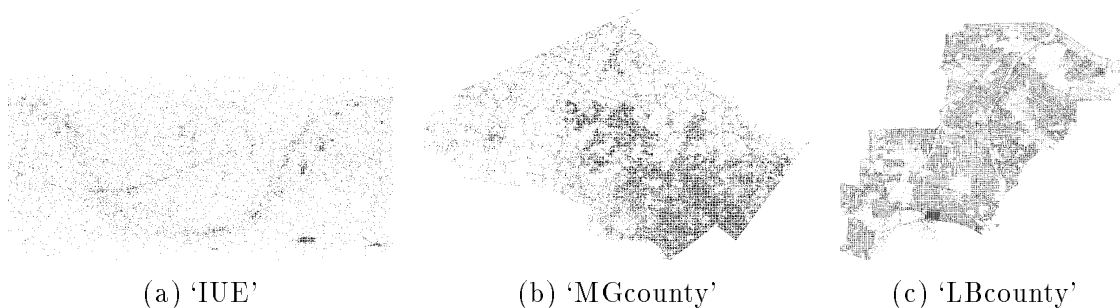 (a) ‘IUE’
(b) ‘MGcounty’
(c) ‘LBcounty’